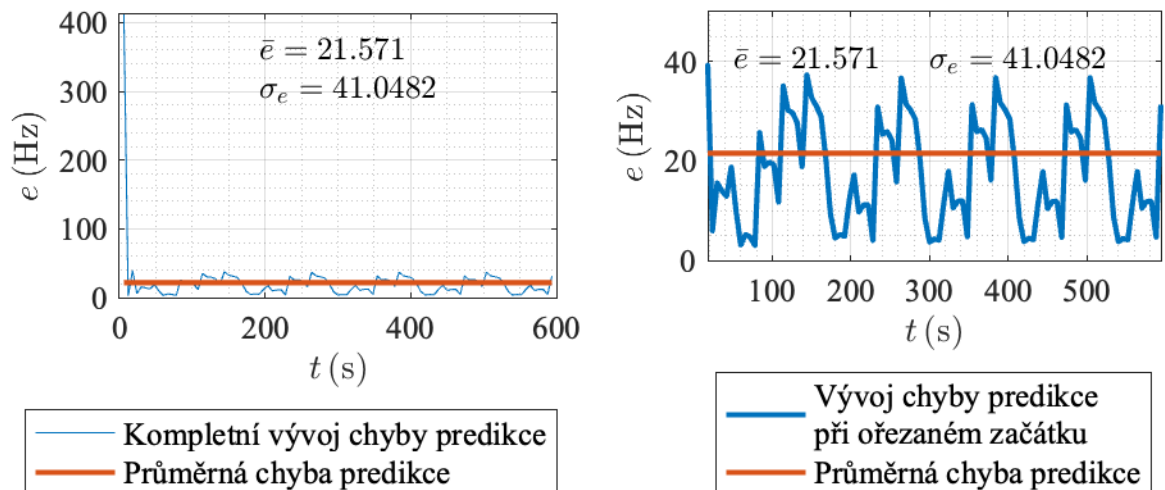 400
300
200
100
0
e (Hz)
ē = 21.571
σₑ = 41.0482
0 200 400 600
t (s)
Kompletní vývoj chyby predikce
Průměrná chyba predikce
40
20
0
e (Hz)
ē = 21.571 σₑ = 41.0482
100 200 300 400 500
t (s)
Vývoj chyby predikce
při ořezaném začátku
Průměrná chyba predikce